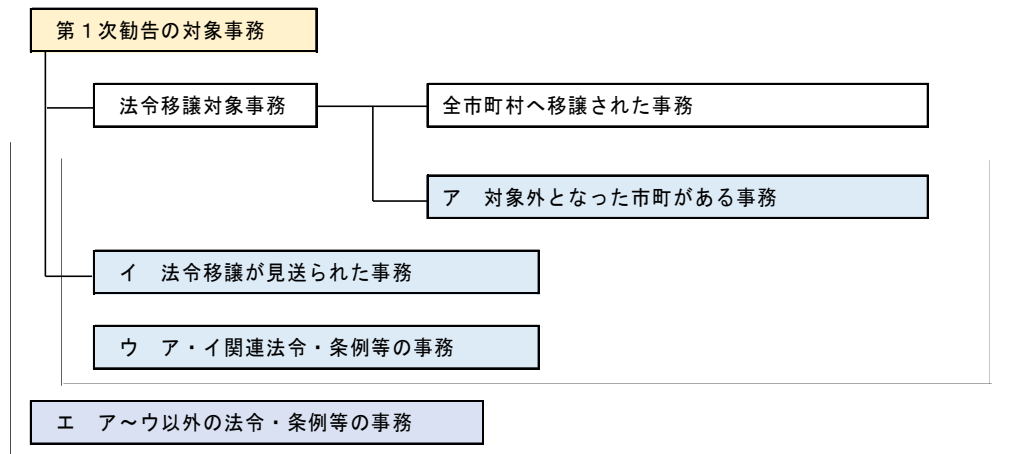 第１次勧告の対象事務
法令移譲対象事務
全市町村へ移譲された事務
ア　対象外となった市町がある事務
イ　法令移譲が見送られた事務
ウ　ア・イ関連法令・条例等の事務
エ　ア～ウ以外の法令・条例等の事務